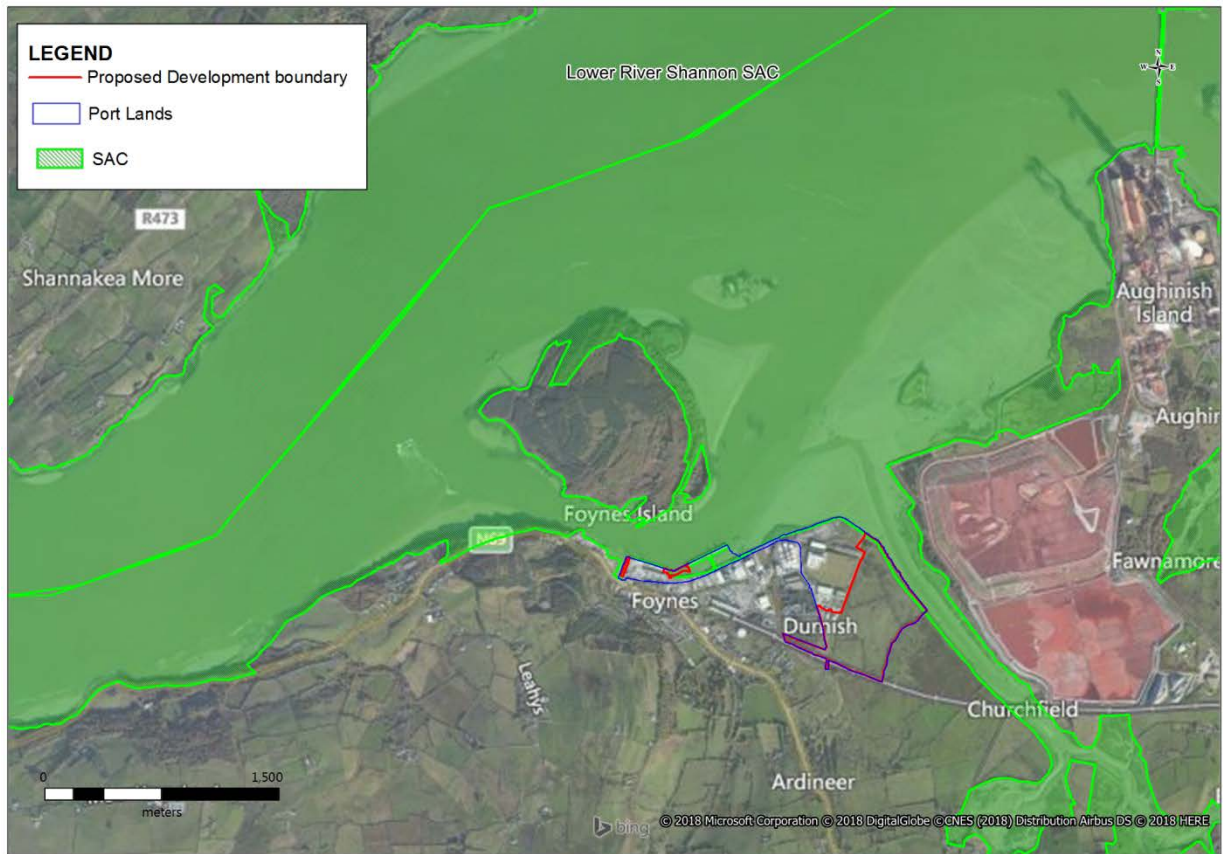 LEGEND
Proposed Development boundary
Port Lands
SAC
Lower River Shannon SAC
N
W E
S
R473
Shannakea More
Aughinish
Island
Foynes Island
N69
Foynes
Durnish
Fawnamore
Leahys
Churchfield
Ardineer
0 1,500
meters
bing
© 2018 Microsoft Corporation © 2018 DigitalGlobe ©CNES (2018) Distribution Airbus DS © 2018 HERE